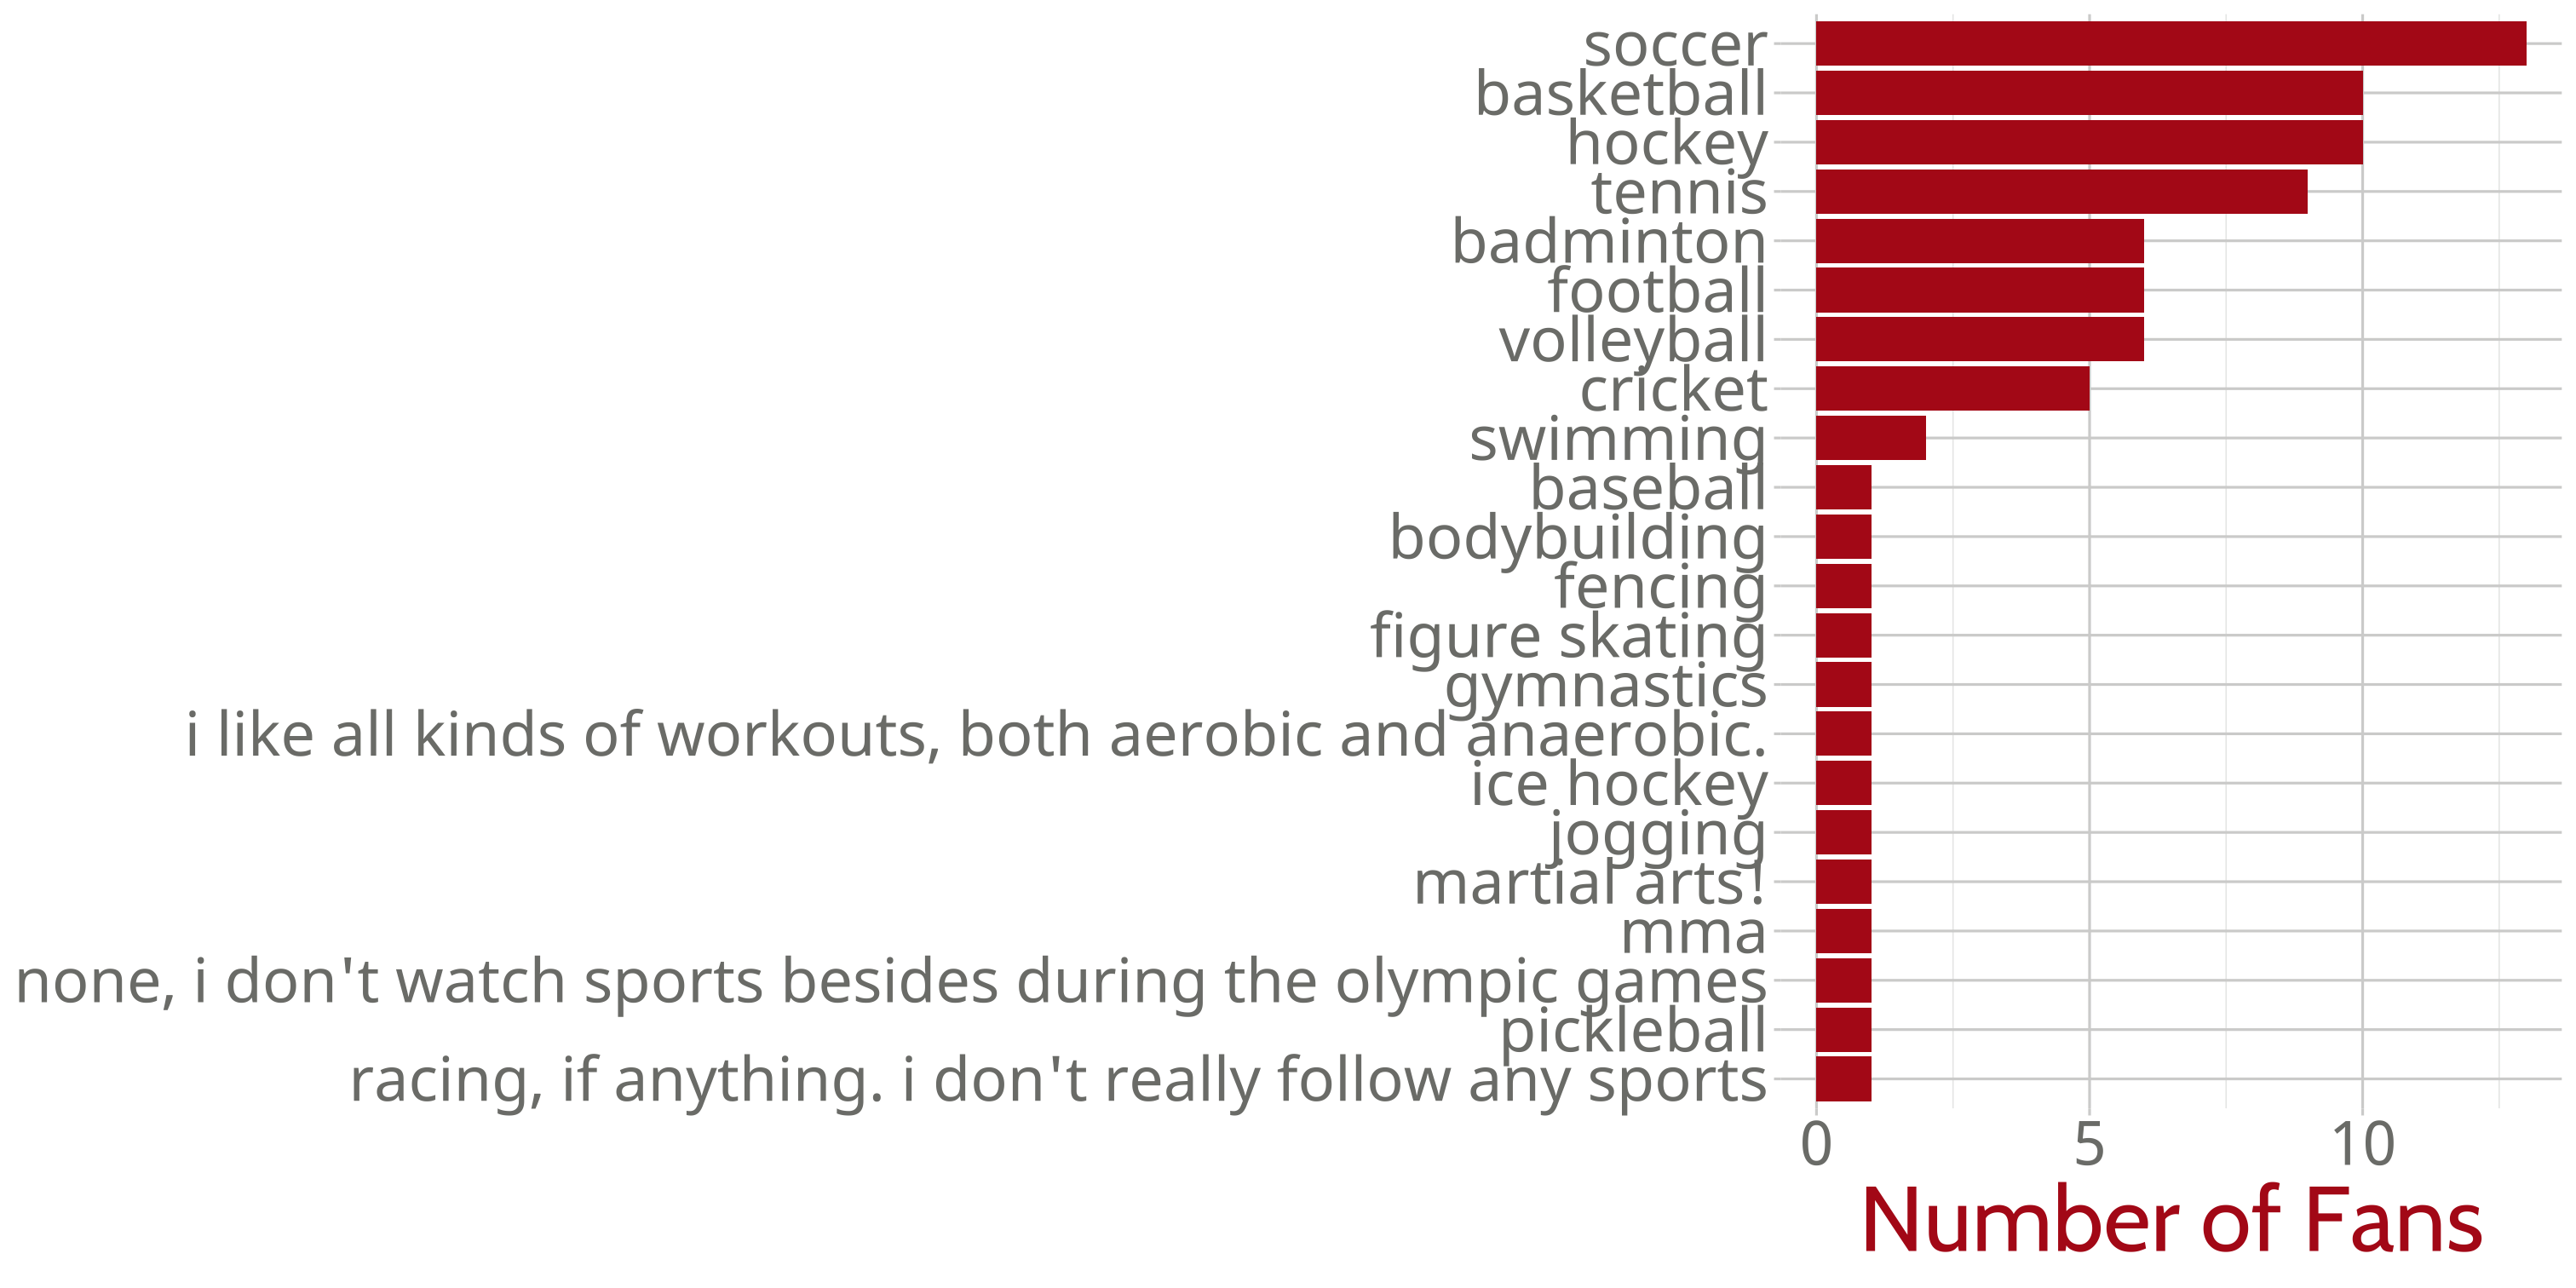 soccer
basketball
hockey
tennis
badminton
football
volleyball
cricket
swimming
baseball
bodybuilding
fencing
figure skating
gymnastics
i like all kinds of workouts, both aerobic and anaerobic.
ice hockey
jogging
martial arts!
mma
none, i don't watch sports besides during the olympic games
pickleball
racing, if anything. i don't really follow any sports
0 5 10
Number of Fans